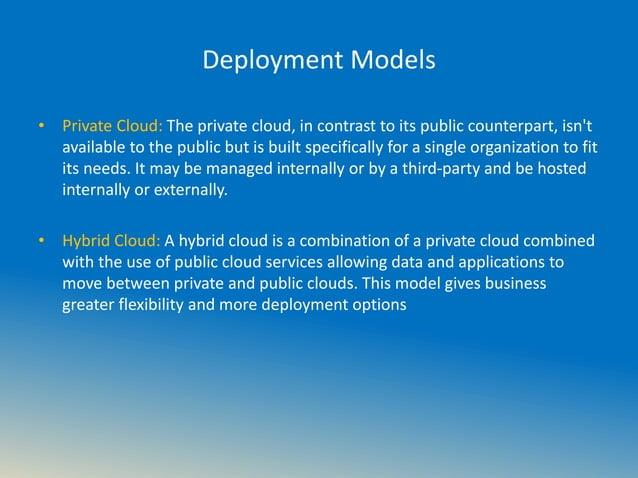 Deployment Models
• Private Cloud: The private cloud, in contrast to its public counterpart, isn't
available to the public but is built specifically for a single organization to fit
its needs. It may be managed internally or by a third-party and be hosted
internally or externally.
• Hybrid Cloud: A hybrid cloud is a combination of a private cloud combined
with the use of public cloud services allowing data and applications to
move between private and public clouds. This model gives business
greater flexibility and more deployment options